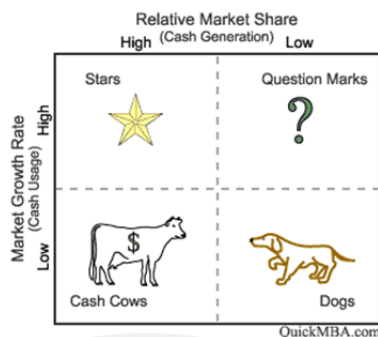 Relative Market Share
High (Cash Generation) Low
Stars
Question Marks
?
Market Growth Rate
(Cash Usage)
High
Low
$
Cash Cows
Dogs
QuickMBA.com